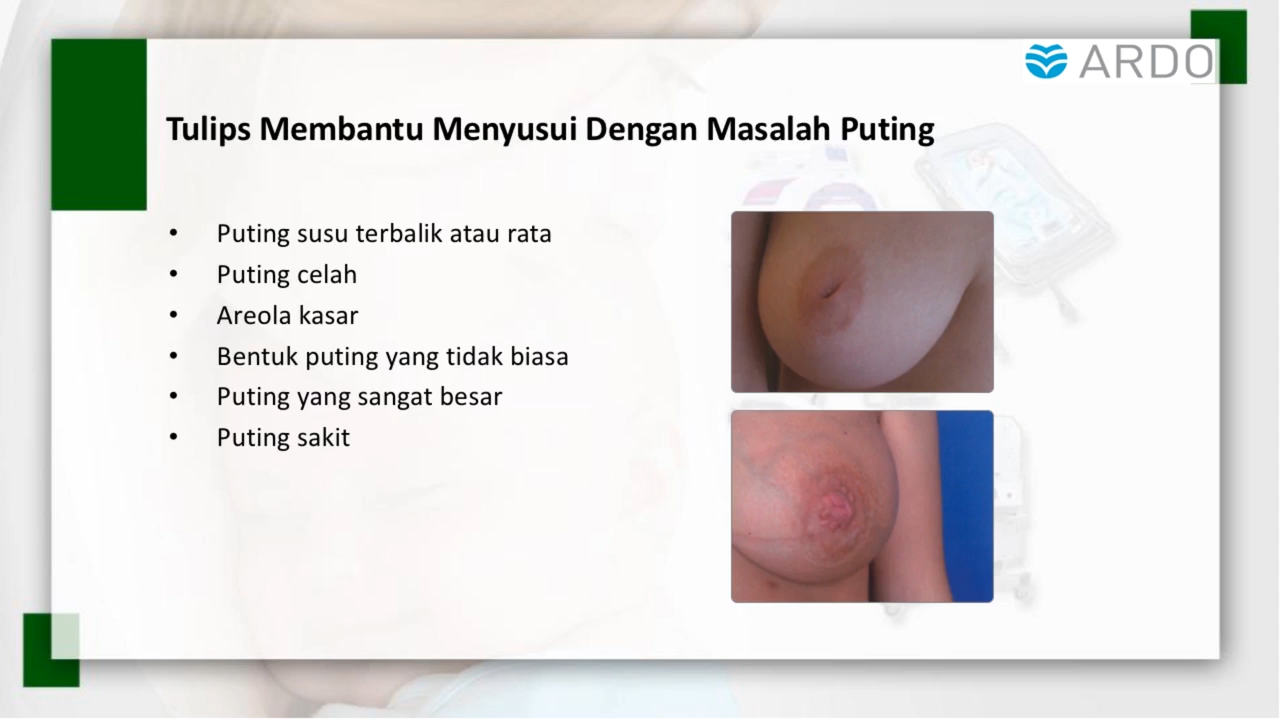 ARDO
Tulips Membantu Menyusui Dengan Masalah Puting
• Puting susu terbalik atau rata
• Puting celah
• Areola kasar
• Bentuk puting yang tidak biasa
• Puting yang sangat besar
• Puting sakit